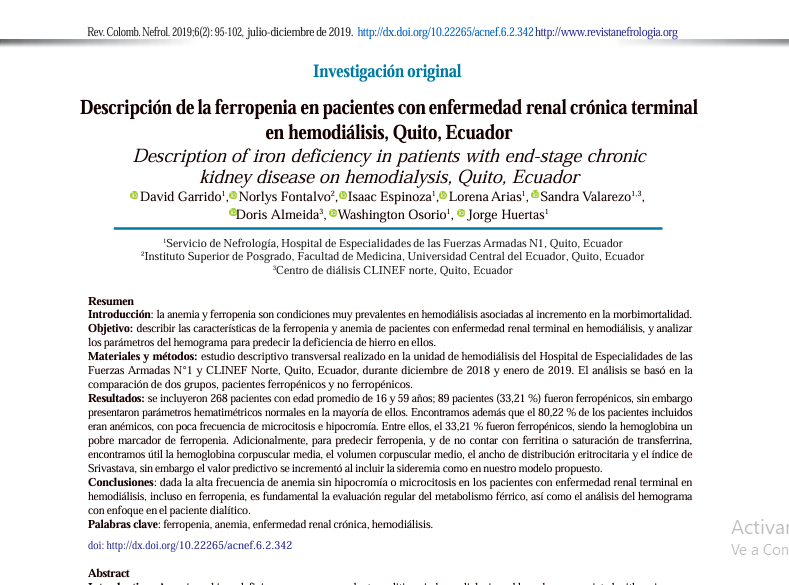 Rev. Colomb. Nefrol. 2019;6(2): 95-102, julio-diciembre de 2019. http://dx.doi.org/10.22265/acnef.6.2.342 http://www.revistanefrologia.org
Investigación original
Descripción de la ferropenia en pacientes con enfermedad renal crónica terminal
en hemodiálisis, Quito, Ecuador
Description of iron deficiency in patients with end-stage chronic
kidney disease on hemodialysis, Quito, Ecuador
David Garrido¹, Norlys Fontalvo², Isaac Espinoza¹, Lorena Arias¹, Sandra Valarezo¹,³,
Doris Almeida³, Washington Osorio¹, Jorge Huertas¹
¹Servicio de Nefrología, Hospital de Especialidades de las Fuerzas Armadas N1, Quito, Ecuador
²Instituto Superior de Posgrado, Facultad de Medicina, Universidad Central del Ecuador, Quito, Ecuador
³Centro de diálisis CLINEF norte, Quito, Ecuador
Resumen
Introducción: la anemia y ferropenia son condiciones muy prevalentes en hemodiálisis asociadas al incremento en la morbimortalidad.
Objetivo: describir las características de la ferropenia y anemia de pacientes con enfermedad renal terminal en hemodiálisis, y analizar
los parámetros del hemograma para predecir la deficiencia de hierro en ellos.
Materiales y métodos: estudio descriptivo transversal realizado en la unidad de hemodiálisis del Hospital de Especialidades de las
Fuerzas Armadas N°1 y CLINEF Norte, Quito, Ecuador, durante diciembre de 2018 y enero de 2019. El análisis se basó en la
comparación de dos grupos, pacientes ferropénicos y no ferropénicos.
Resultados: se incluyeron 268 pacientes con edad promedio de 16 y 59 años; 89 pacientes (33,21 %) fueron ferropénicos, sin embargo
presentaron parámetros hematimétricos normales en la mayoría de ellos. Encontramos además que el 80,22 % de los pacientes incluidos
eran anémicos, con poca frecuencia de microcitosis e hipocromía. Entre ellos, el 33,21 % fueron ferropénicos, siendo la hemoglobina un
pobre marcador de ferropenia. Adicionalmente, para predecir ferropenia, y de no contar con ferritina o saturación de transferrina,
encontramos útil la hemoglobina corpuscular media, el volumen corpuscular medio, el ancho de distribución eritrocitaria y el índice de
Srivastava, sin embargo el valor predictivo se incrementó al incluir la sideremia como en nuestro modelo propuesto.
Conclusiones: dada la alta frecuencia de anemia sin hipocromía o microcitosis en los pacientes con enfermedad renal terminal en
hemodiálisis, incluso en ferropenia, es fundamental la evaluación regular del metabolismo férrico, así como el análisis del hemograma
con enfoque en el paciente dialítico.
Palabras clave: ferropenia, anemia, enfermedad renal crónica, hemodiálisis.
doi: http://dx.doi.org/10.22265/acnef.6.2.342
Abstract
Activar
Ve a Con